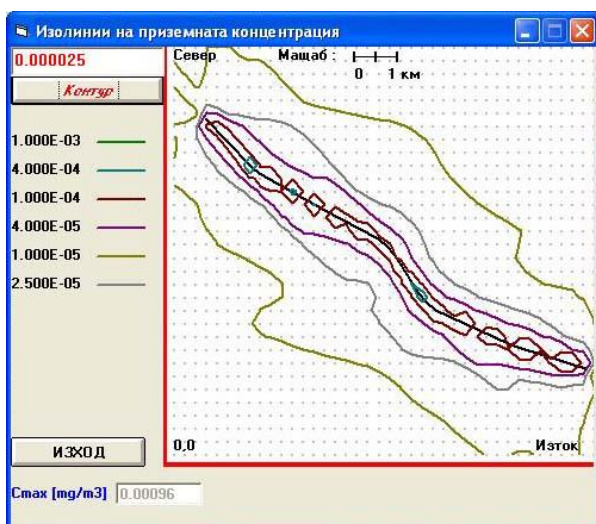 Изолинии на приземната концентрация
0.000025
Контур
1.000E-03
4.000E-04
1.000E-04
4.000E-05
1.000E-05
2.500E-05
ИЗХОД
Cmax [mg/m3] 0.00096
Север
Мащаб :
0 1 км
0,0
Изток